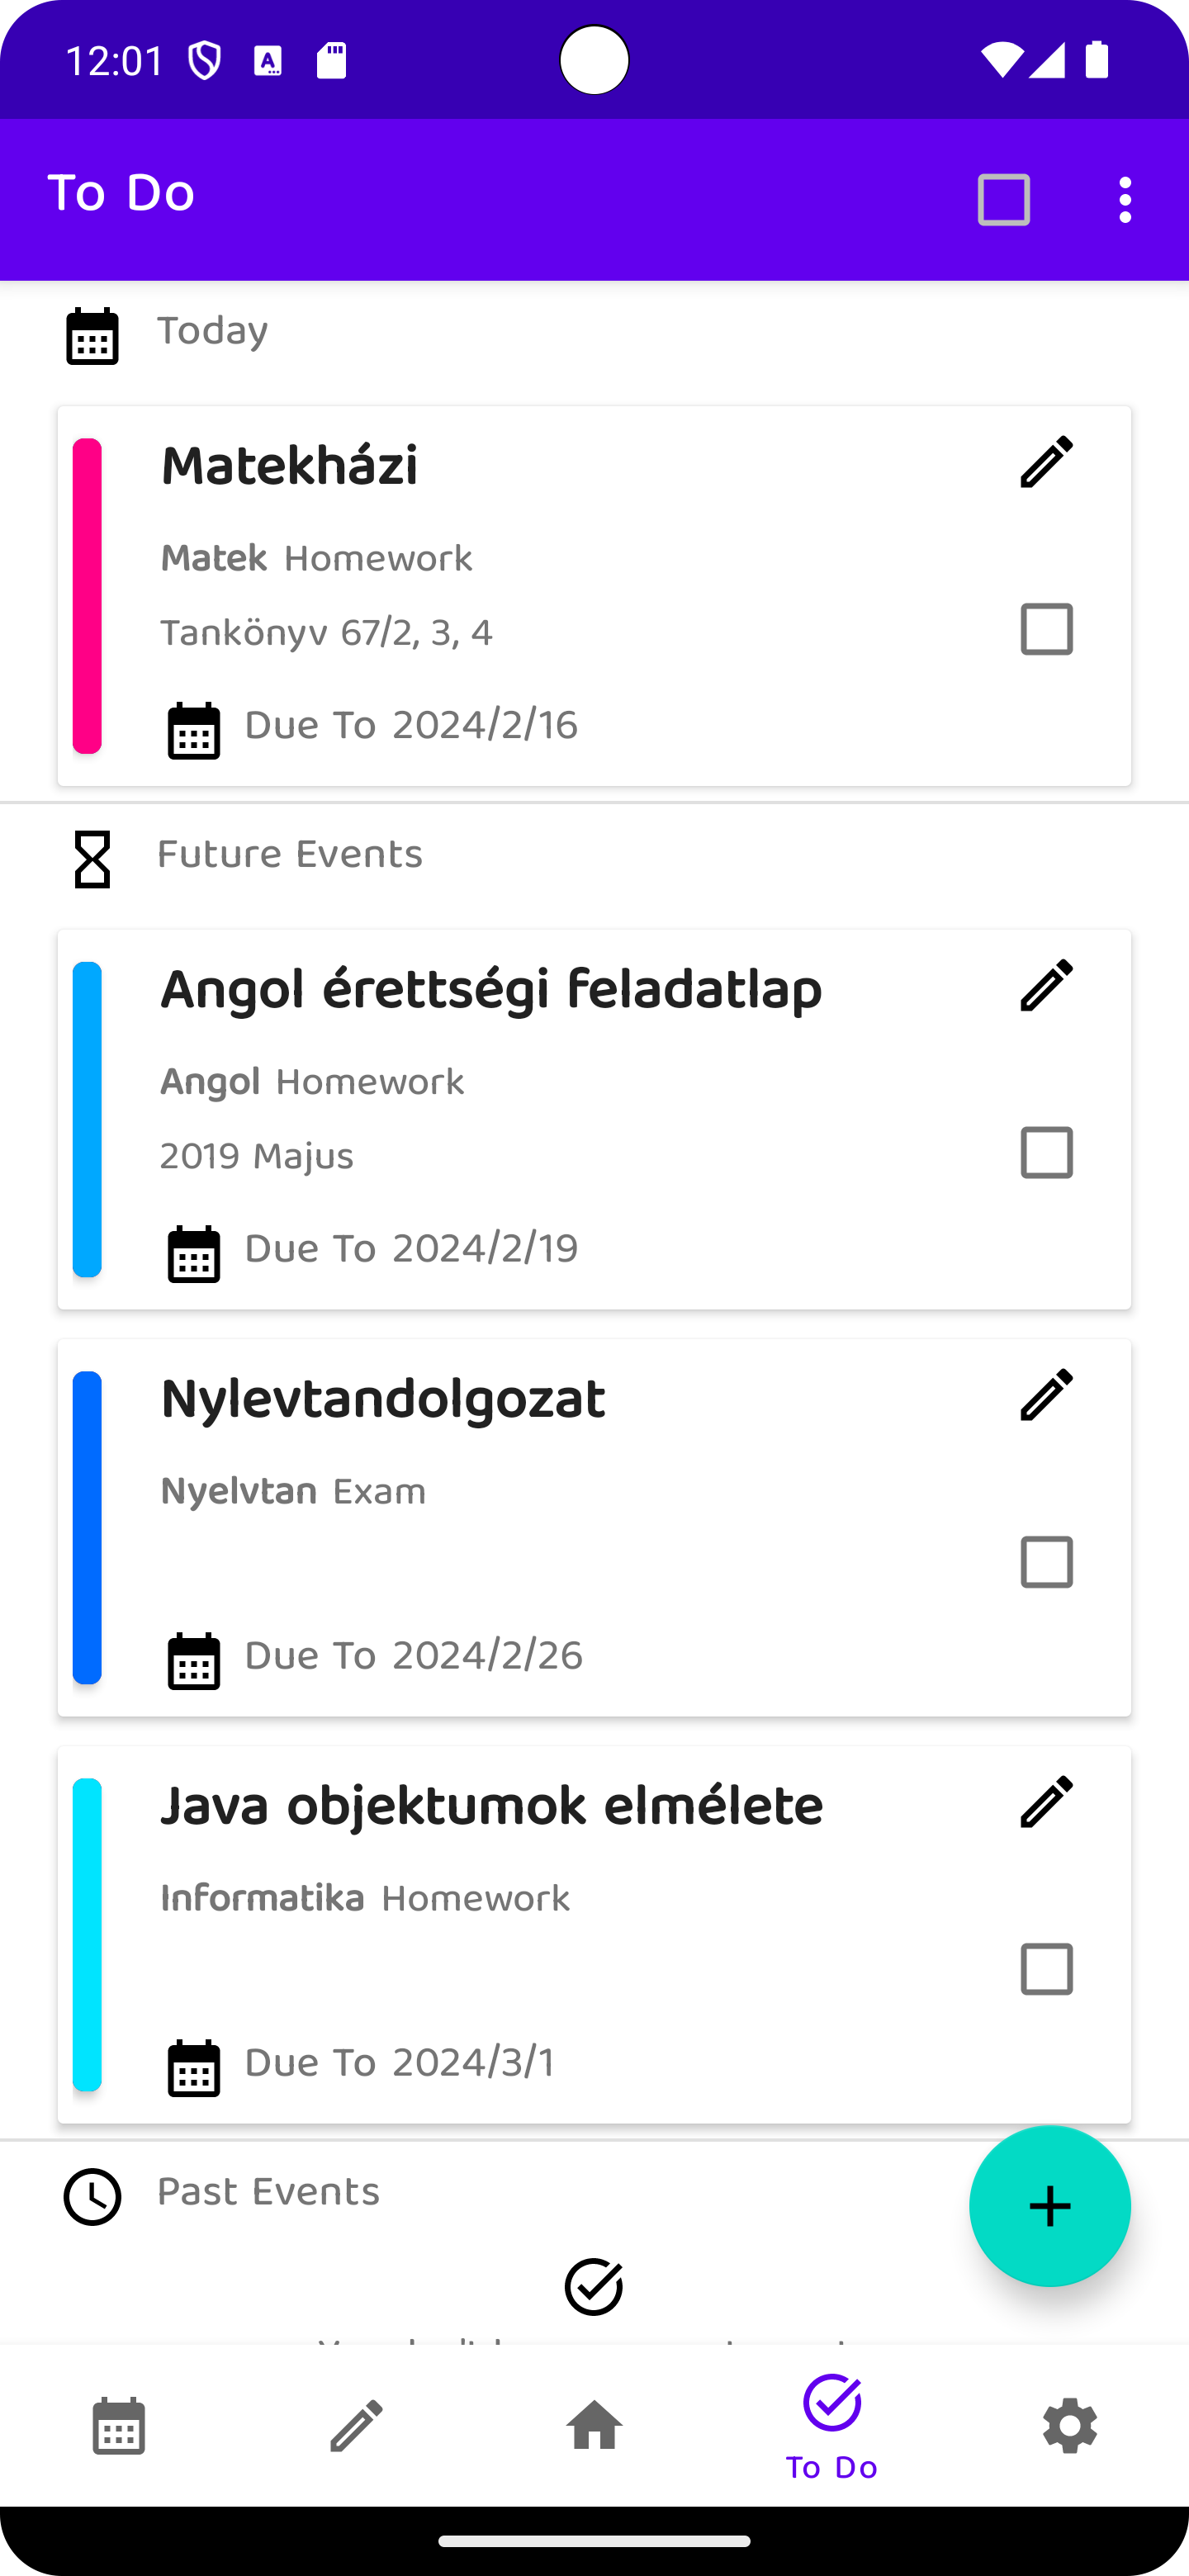 12:01
To Do
Today
Matekházi
Matek Homework
Tankönyv 67/2, 3, 4
Due To 2024/2/16
Future Events
Angol érettségi feladatlap
Angol Homework
2019 Majus
Due To 2024/2/19
Nylevtandolgozat
Nyelvtan Exam
Due To 2024/2/26
Java objektumok elmélete
Informatika Homework
Due To 2024/3/1
Past Events
To Do